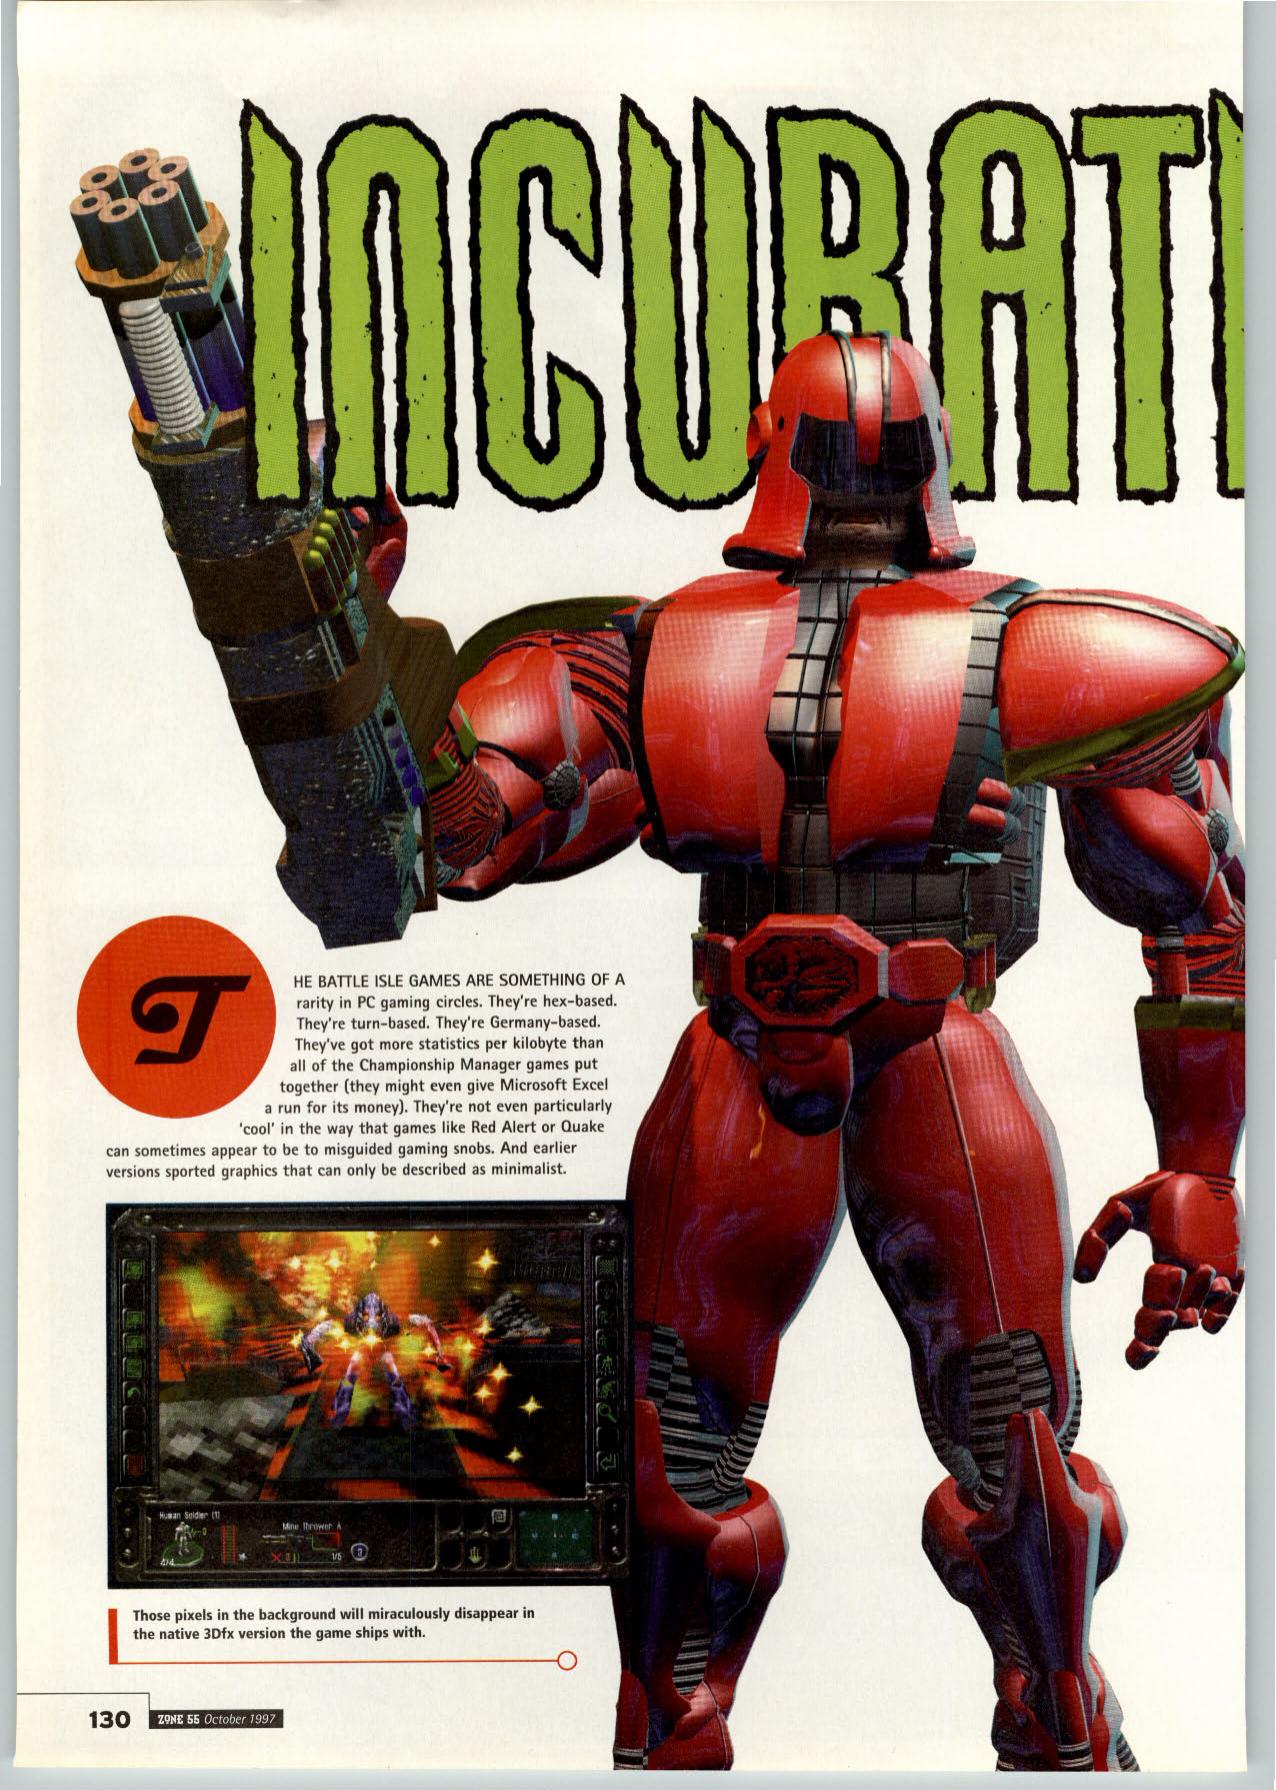 INCUBATI
THE BATTLE ISLE GAMES ARE SOMETHING OF A
rarity in PC gaming circles. They're hex-based.
They're turn-based. They're Germany-based.
They've got more statistics per kilobyte than
all of the Championship Manager games put
together (they might even give Microsoft Excel
a run for its money). They're not even particularly
'cool' in the way that games like Red Alert or Quake
can sometimes appear to be to misguided gaming snobs. And earlier
versions sported graphics that can only be described as minimalist.
Human Soldier (1)
Mine Thrower A
4/4
1/5
Those pixels in the background will miraculously disappear in
the native 3Dfx version the game ships with.
130 ZONE 55 October 1997